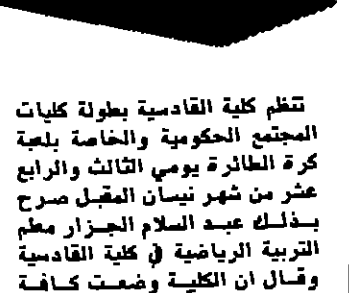 تنظم كلية القادسية بطولة كليات
المجتمع الحكومية والخاصة بلعبة
كرة الطائرة يومي الثالث والرابع
عشر من شهر نيسان المقبل صرح
بذلك عبد السلام الجزار معلم
التربية الرياضية في كلية القادسية
وقال ان الكلية وضعت كافة